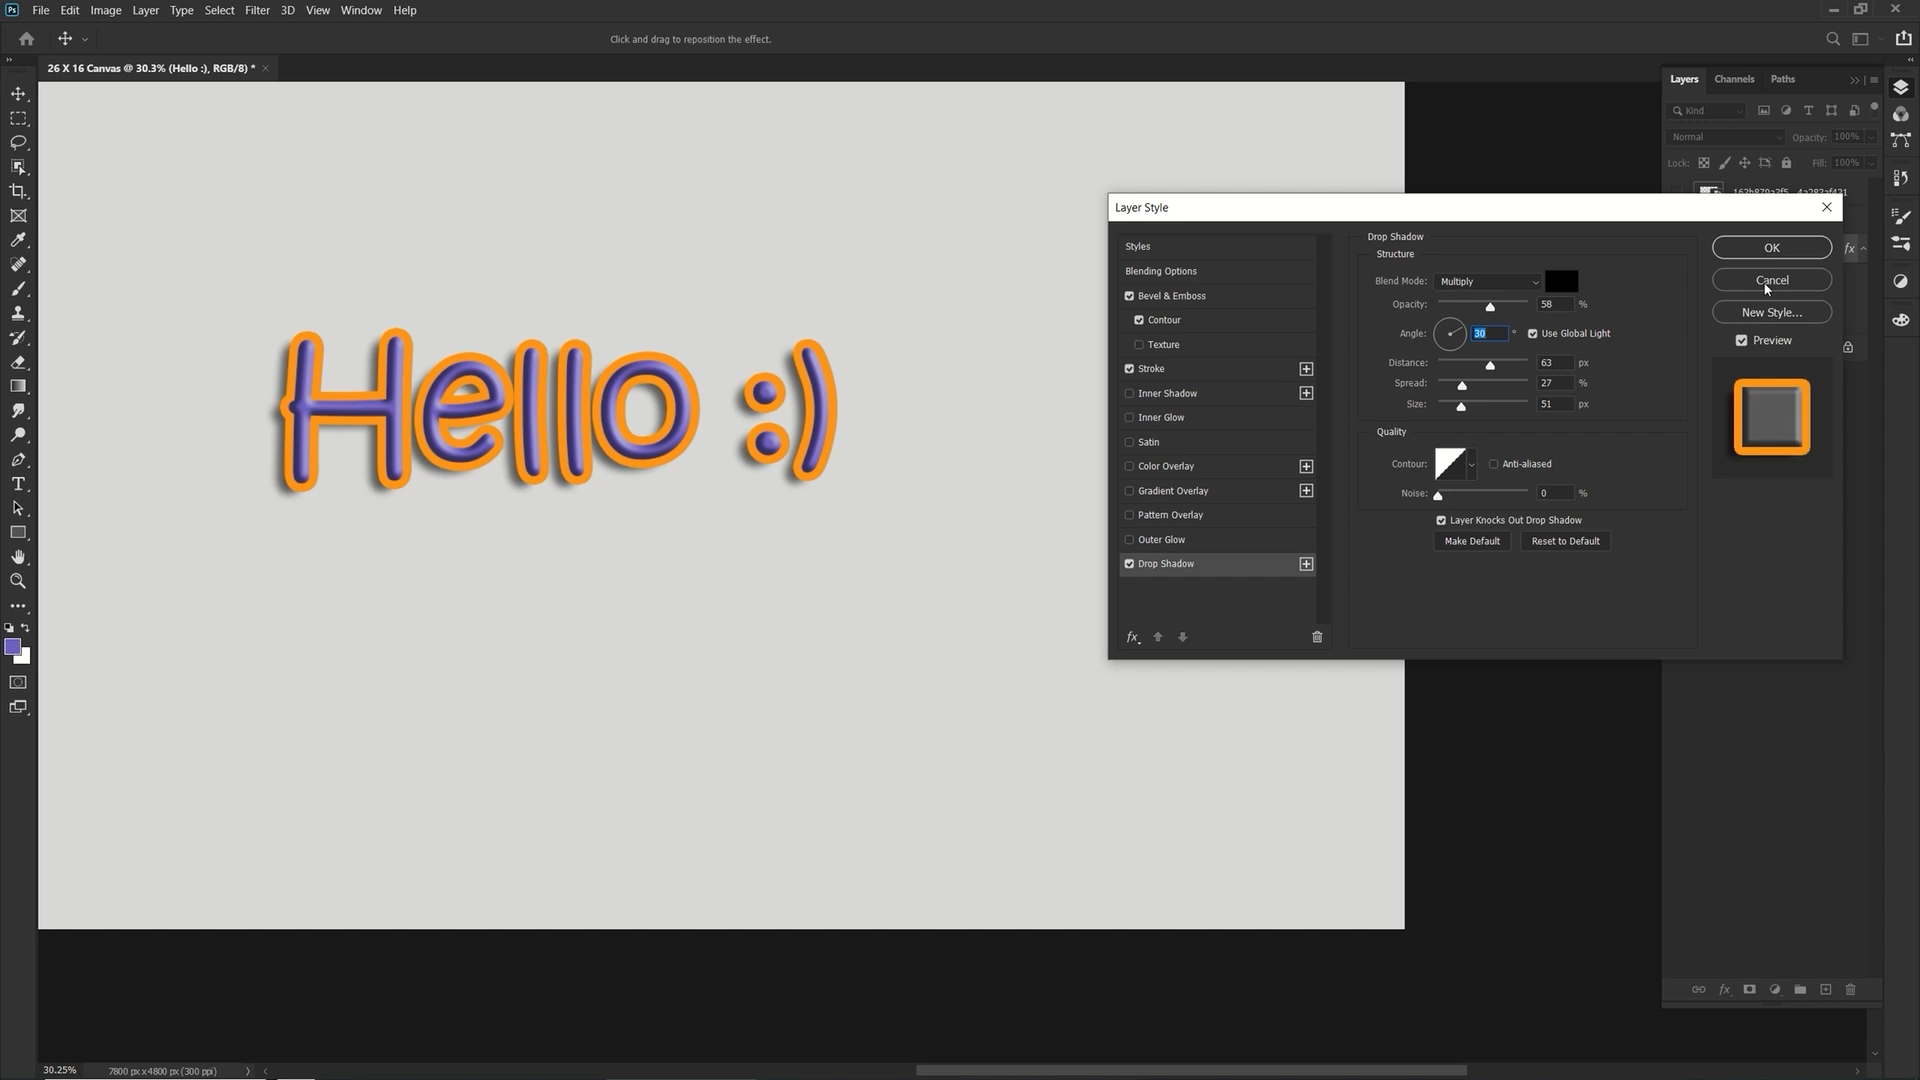 Ps File Edit Image Layer Type Select Filter 3D View Window Help
Click and drag to reposition the effect.
26 X 16 Canvas @ 30.3% (Hello :), RGB/8) *
Layers Channels Paths
Kind
Normal Opacity: 100%
Lock: Fill: 100%
Layer Style
Styles
Blending Options
Bevel & Emboss
Contour
Texture
Stroke
Inner Shadow
Inner Glow
Satin
Color Overlay
Gradient Overlay
Pattern Overlay
Outer Glow
Drop Shadow
fx
Drop Shadow
Structure
Blend Mode: Multiply
Opacity: 58 %
Angle: 30 ° Use Global Light
Distance: 63 px
Spread: 27 %
Size: 51 px
Quality
Contour: Anti-aliased
Noise: 0 %
Layer Knocks Out Drop Shadow
Make Default Reset to Default
OK
Cancel
New Style...
Preview
fx
Hello :)
fx
30.25% 7800 px x 4800 px (300 ppi)